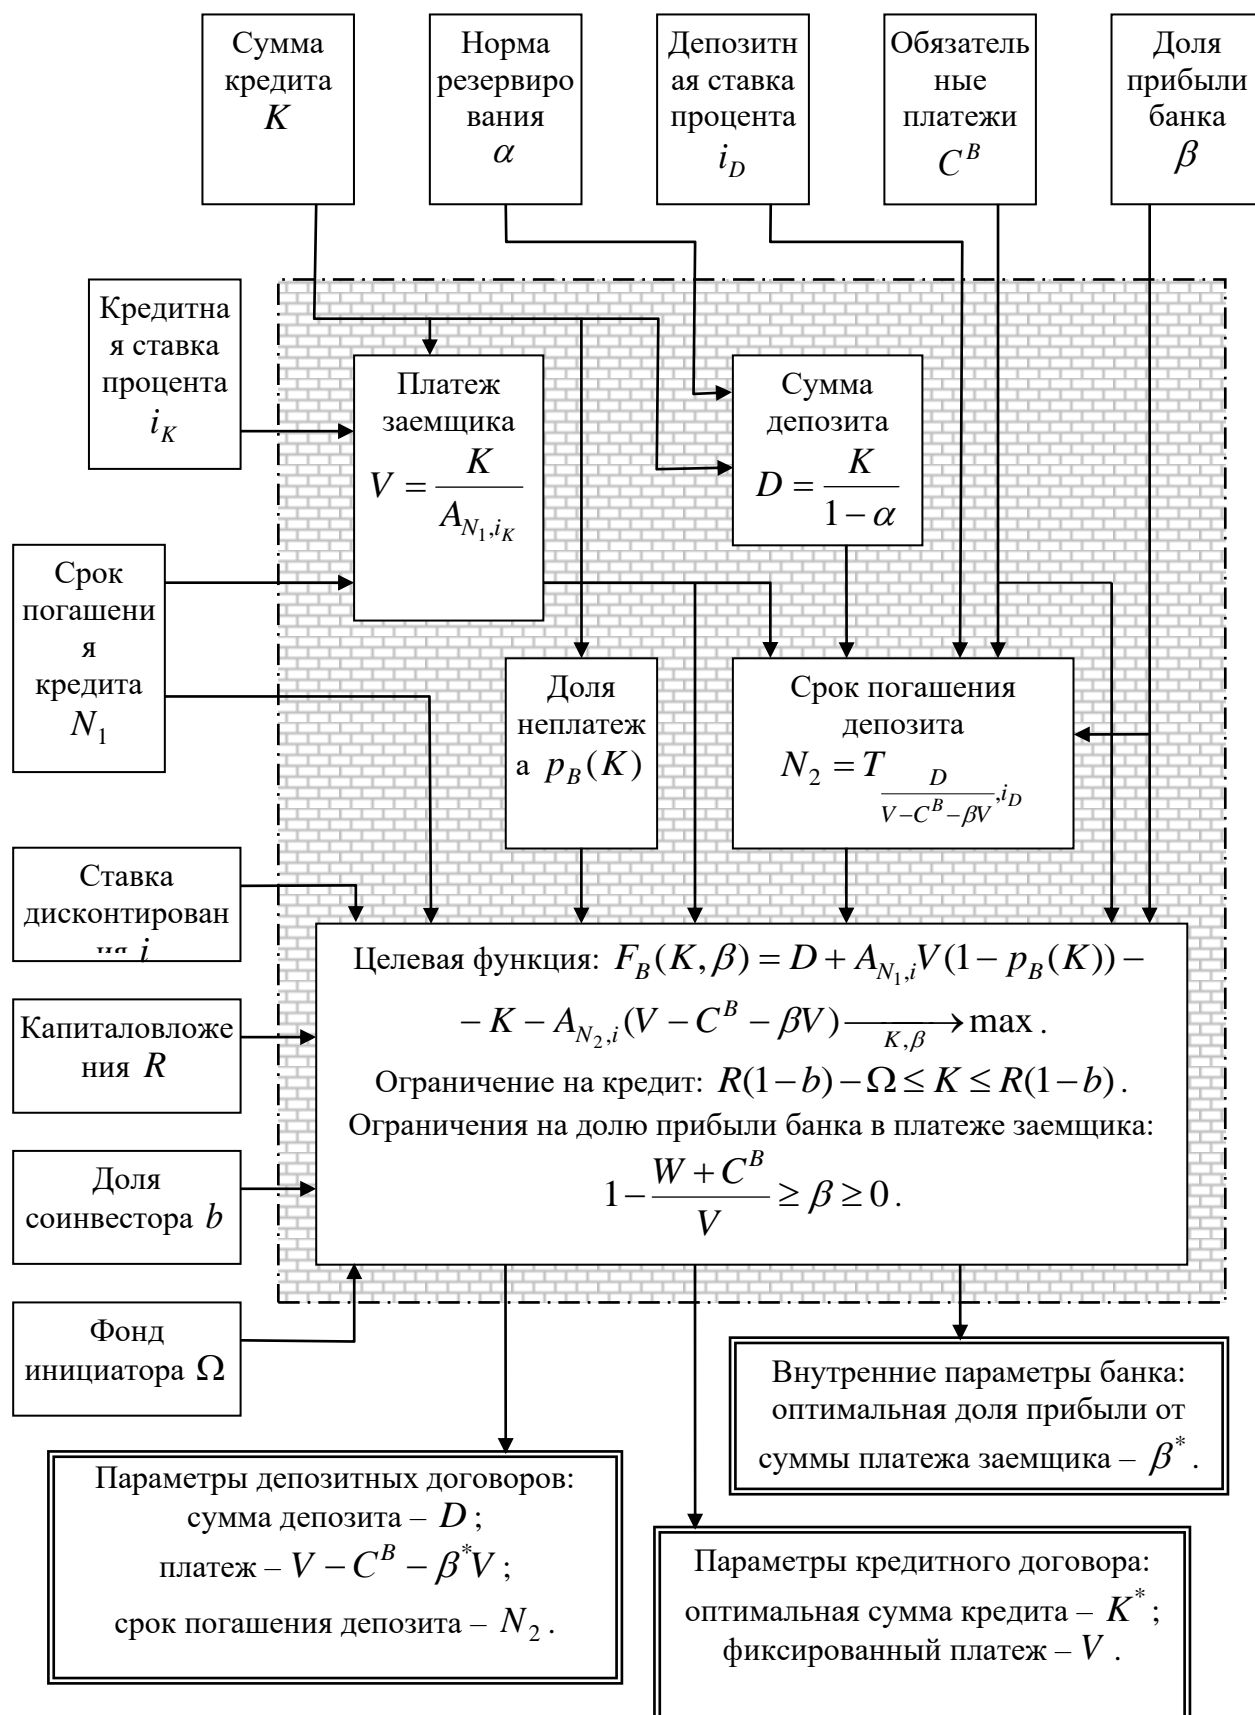 Сумма
кредита
K
Норма
резервиро
вания
α
Депозитн
ая ставка
процента
i_D
Обязатель
ные
платежи
C^B
Доля
прибыли
банка
β
Кредитна
я ставка
процента
i_K
Платеж
заемщика
V = K / A_{N_1,i_K}
Сумма
депозита
D = K / (1 − α)
Срок
погашени
я
кредита
N_1
Доля
неплатеж
а p_B(K)
Срок погашения
депозита
N_2 = T_{D / (V−C^B−βV), i_D}
Ставка
дисконтирован
ия i
Целевая функция: F_B(K, β) = D + A_{N_1,i} V(1 − p_B(K)) −
− K − A_{N_2,i}(V − C^B − βV) ⟶_{K,β} max .
Ограничение на кредит: R(1 − b) − Ω ≤ K ≤ R(1 − b) .
Ограничения на долю прибыли банка в платеже заемщика:
1 − (W + C^B) / V ≥ β ≥ 0 .
Капиталовложе
ния R
Доля
соинвестора b
Фонд
инициатора Ω
Внутренние параметры банка:
оптимальная доля прибыли от
суммы платежа заемщика – β^* .
Параметры депозитных договоров:
сумма депозита – D ;
платеж – V − C^B − β^*V ;
срок погашения депозита – N_2 .
Параметры кредитного договора:
оптимальная сумма кредита – K^* ;
фиксированный платеж – V .